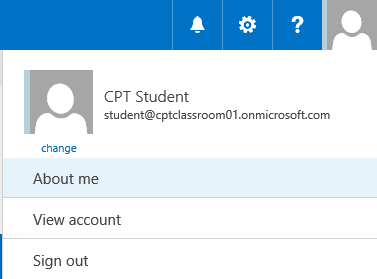 ?
CPT Student
student@cptclassroom01.onmicrosoft.com
change
About me
View account
Sign out